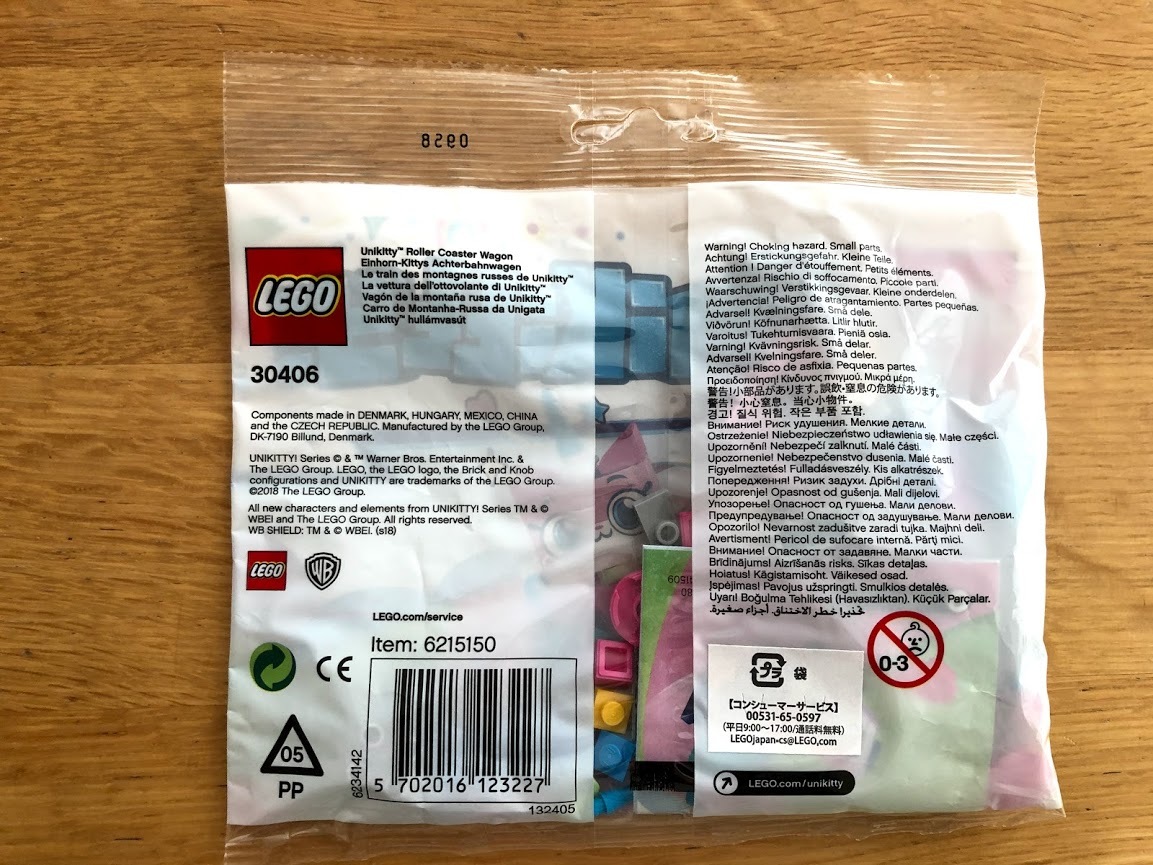 0958
LEGO
Unikitty™ Roller Coaster Wagon
Einhorn-Kittys Achterbahnwagen
Le train des montagnes russes de Unikitty™
La vettura dell'ottovolante di Unikitty™
Vagón de la montaña rusa de Unikitty™
Carro de Montanha-Russa da Unigata
Unikitty™ hullámvasút
30406
Components made in DENMARK, HUNGARY, MEXICO, CHINA
and the CZECH REPUBLIC. Manufactured by the LEGO Group,
DK-7190 Billund, Denmark.
UNIKITTY! Series © & ™ Warner Bros. Entertainment Inc. &
The LEGO Group. LEGO, the LEGO logo, the Brick and Knob
configurations and UNIKITTY are trademarks of the LEGO Group.
©2018 The LEGO Group.
All new characters and elements from UNIKITTY! Series TM & ©
WBEI and The LEGO Group. All rights reserved.
WB SHIELD: TM & © WBEI. (s18)
LEGO
WB
LEGO.com/service
Item: 6215150
CE
05
PP
6234142
5 702016 123227
132405
Warning! Choking hazard. Small parts.
Achtung! Erstickungsgefahr. Kleine Teile.
Attention ! Danger d'étouffement. Petits éléments.
Avvertenza! Rischio di soffocamento. Piccole parti.
Waarschuwing! Verstikkingsgevaar. Kleine onderdelen.
¡Advertencia! Peligro de atragantamiento. Partes pequeñas.
Advarsel! Kvælningsfare. Små dele.
Viðvörun! Köfnunarhætta. Litlir hlutir.
Varoitus! Tukehtumisvaara. Pieniä osia.
Varning! Kvävningsrisk. Små delar.
Advarsel! Kvelningsfare. Små deler.
Atenção! Risco de asfixia. Pequenas partes.
Προειδοποίηση! Κίνδυνος πνιγμού. Μικρά μέρη.
警告!小部品があります。誤飲・窒息の危険があります。
警告! 小心窒息。当心小物件。
경고! 질식 위험. 작은 부품 포함.
Внимание! Риск удушения. Мелкие детали.
Ostrzeżenie! Niebezpieczeństwo udławienia się. Małe części.
Upozornění! Nebezpečí zalknutí. Malé části.
Upozornenie! Nebezpečenstvo dusenia. Malé časti.
Figyelmeztetés! Fulladásveszély. Kis alkatrészek.
Попередження! Ризик задухи. Дрібні деталі.
Upozorenje! Opasnost od gušenja. Mali dijelovi.
Упозорење! Опасност од гушења. Мали делови.
Предупредување! Опасност од задушување. Мали делови.
Opozorilo! Nevarnost zadušitve zaradi tujka. Majhni deli.
Avertisment! Pericol de sufocare internă. Părţi mici.
Внимание! Опасност от задавяне. Малки части.
Brīdinājums! Aizrīšanās risks. Sīkas detaļas.
Hoiatus! Kägistamisoht. Väikesed osad.
Įspėjimas! Pavojus užspringti. Smulkios detalės.
Uyarı! Boğulma Tehlikesi (Havasızlıktan). Küçük Parçalar.
تحذير! خطر الاختناق. أجزاء صغيرة.
0-3
プラ 袋
【コンシューマーサービス】
00531-65-0597
(平日9:00～17:00/通話料無料)
LEGOJapan-cs@LEGO.com
LEGO.com/unikitty